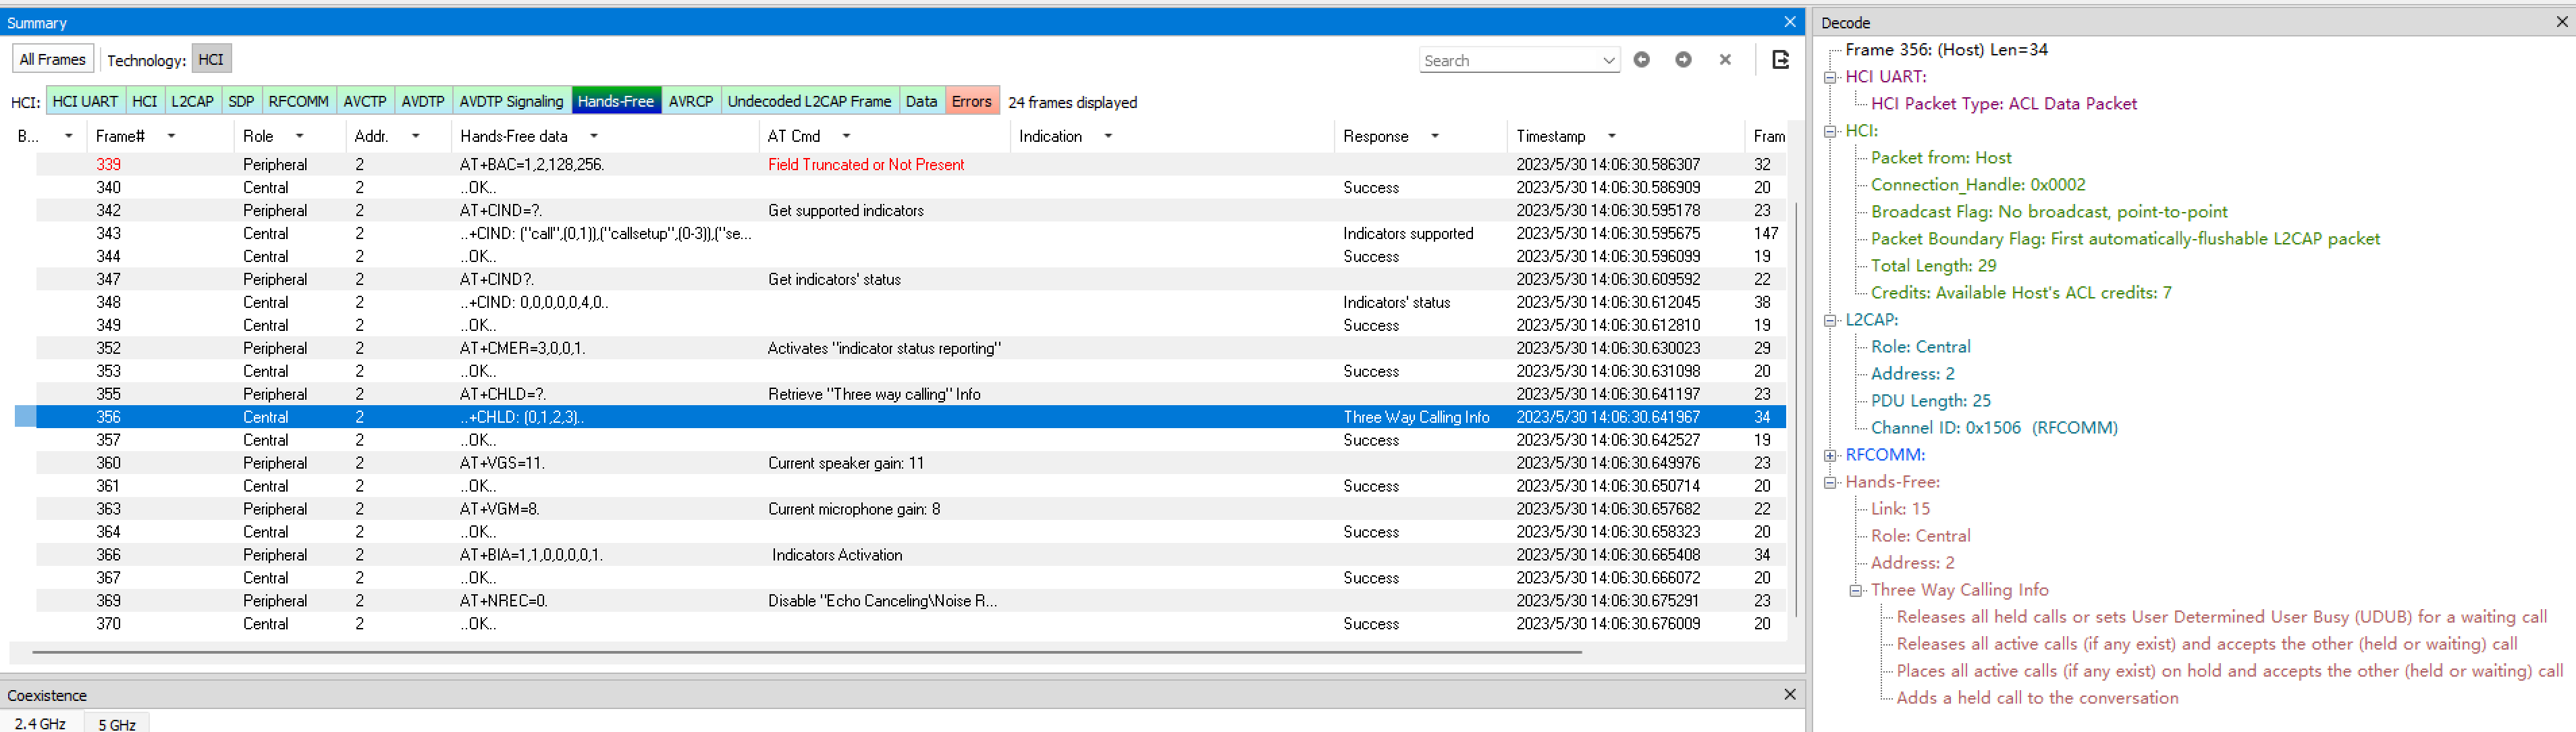 Summary
All Frames Technology: HCI Search
HCI: HCI UART HCI L2CAP SDP RFCOMM AVCTP AVDTP AVDTP Signaling Hands-Free AVRCP Undecoded L2CAP Frame Data Errors 24 frames displayed
B... Frame# Role Addr. Hands-Free data AT Cmd Indication Response Timestamp Fram
339 Peripheral 2 AT+BAC=1,2,128,256. Field Truncated or Not Present 2023/5/30 14:06:30.586307 32
340 Central 2 ..OK.. Success 2023/5/30 14:06:30.586909 20
342 Peripheral 2 AT+CIND=?. Get supported indicators 2023/5/30 14:06:30.595178 23
343 Central 2 ..+CIND: ("call",(0,1)),("callsetup",(0-3)),("se... Indicators supported 2023/5/30 14:06:30.595675 147
344 Central 2 ..OK.. Success 2023/5/30 14:06:30.596099 19
347 Peripheral 2 AT+CIND?. Get indicators' status 2023/5/30 14:06:30.609592 22
348 Central 2 ..+CIND: 0,0,0,0,0,4,0.. Indicators' status 2023/5/30 14:06:30.612045 38
349 Central 2 ..OK.. Success 2023/5/30 14:06:30.612810 19
352 Peripheral 2 AT+CMER=3,0,0,1. Activates "indicator status reporting" 2023/5/30 14:06:30.630023 29
353 Central 2 ..OK.. Success 2023/5/30 14:06:30.631098 20
355 Peripheral 2 AT+CHLD=?. Retrieve "Three way calling" Info 2023/5/30 14:06:30.641197 23
356 Central 2 ..+CHLD: (0,1,2,3).. Three Way Calling Info 2023/5/30 14:06:30.641967 34
357 Central 2 ..OK.. Success 2023/5/30 14:06:30.642527 19
360 Peripheral 2 AT+VGS=11. Current speaker gain: 11 2023/5/30 14:06:30.649976 23
361 Central 2 ..OK.. Success 2023/5/30 14:06:30.650714 20
363 Peripheral 2 AT+VGM=8. Current microphone gain: 8 2023/5/30 14:06:30.657682 22
364 Central 2 ..OK.. Success 2023/5/30 14:06:30.658323 20
366 Peripheral 2 AT+BIA=1,1,0,0,0,0,1. Indicators Activation 2023/5/30 14:06:30.665408 34
367 Central 2 ..OK.. Success 2023/5/30 14:06:30.666072 20
369 Peripheral 2 AT+NREC=0. Disable "Echo Canceling\Noise R... 2023/5/30 14:06:30.675291 23
370 Central 2 ..OK.. Success 2023/5/30 14:06:30.676009 20
Coexistence
2.4 GHz 5 GHz
Decode
Frame 356: (Host) Len=34
HCI UART:
HCI Packet Type: ACL Data Packet
HCI:
Packet from: Host
Connection_Handle: 0x0002
Broadcast Flag: No broadcast, point-to-point
Packet Boundary Flag: First automatically-flushable L2CAP packet
Total Length: 29
Credits: Available Host's ACL credits: 7
L2CAP:
Role: Central
Address: 2
PDU Length: 25
Channel ID: 0x1506 (RFCOMM)
RFCOMM:
Hands-Free:
Link: 15
Role: Central
Address: 2
Three Way Calling Info
Releases all held calls or sets User Determined User Busy (UDUB) for a waiting call
Releases all active calls (if any exist) and accepts the other (held or waiting) call
Places all active calls (if any exist) on hold and accepts the other (held or waiting) call
Adds a held call to the conversation